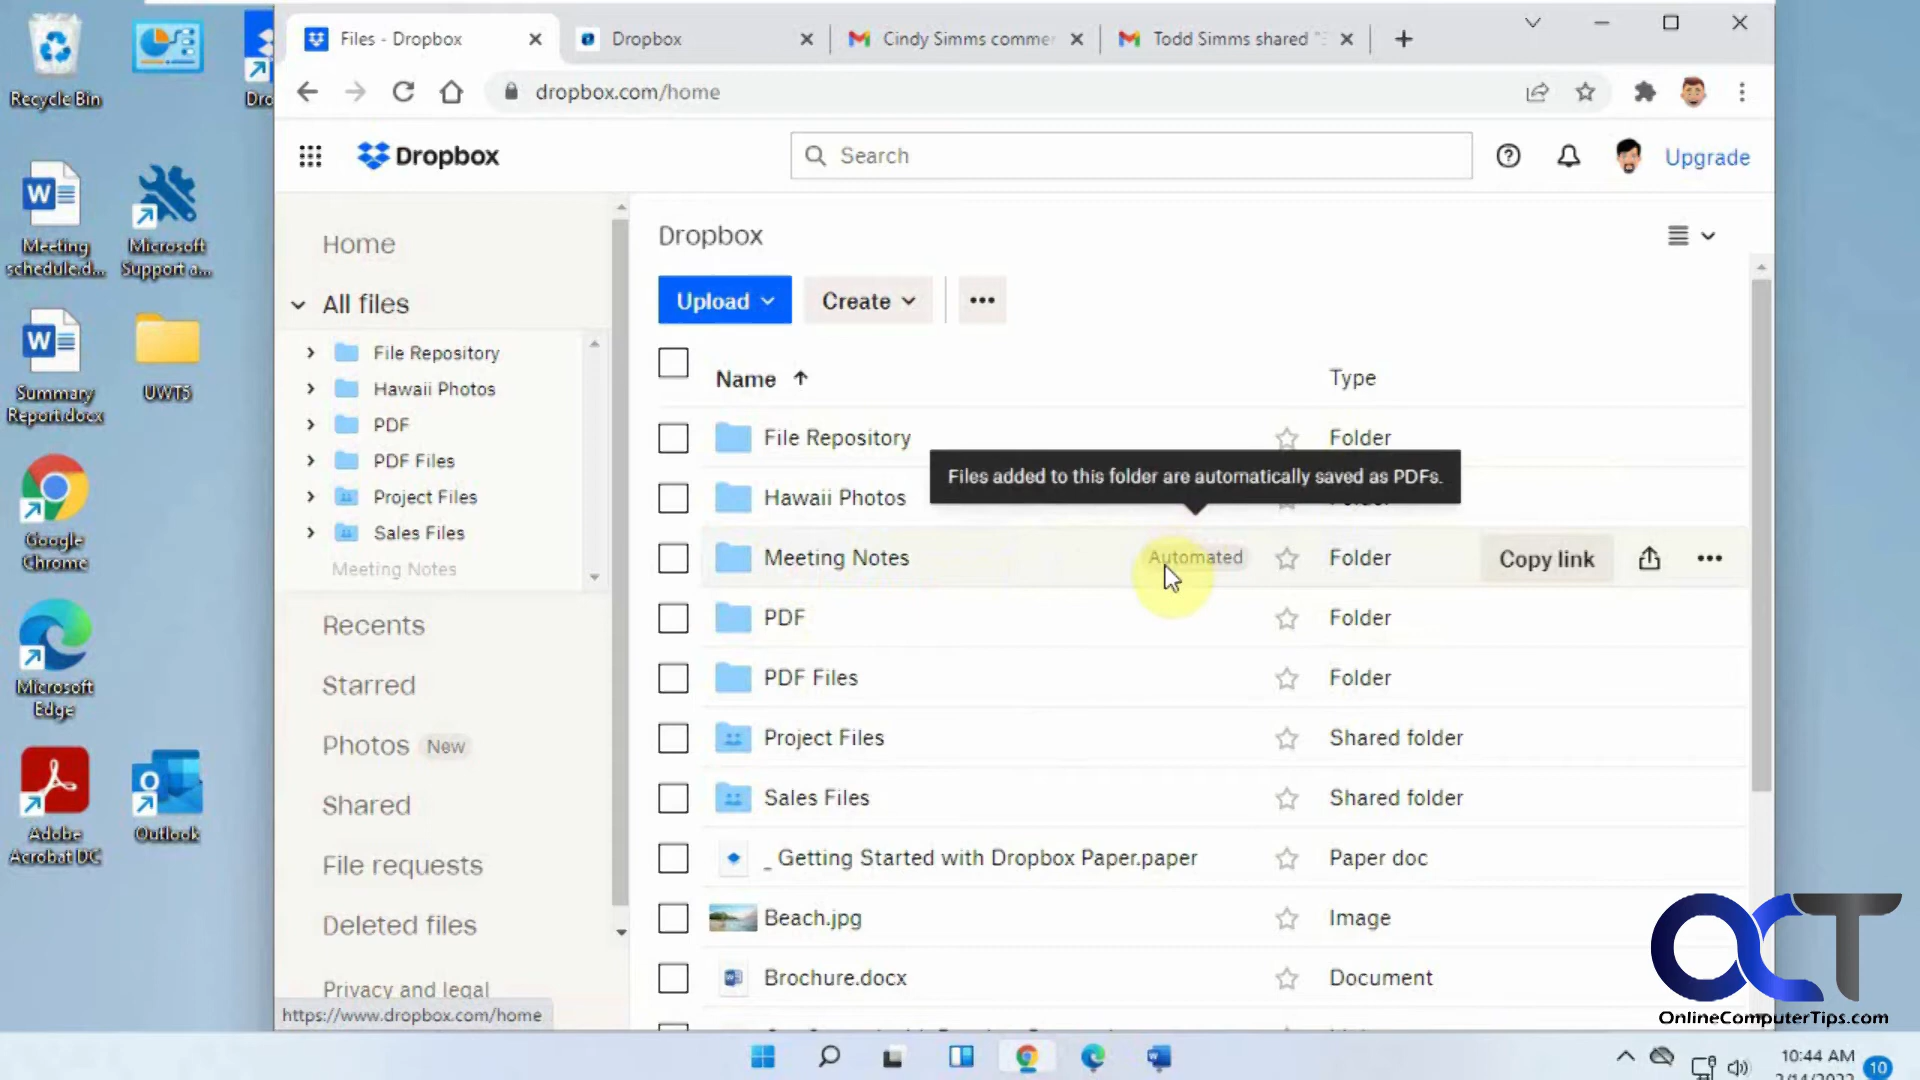 Files - Dropbox
Dropbox
Cindy Simms commer
Todd Simms shared "
dropbox.com/home
Dropbox
Search
Upgrade
Recycle Bin
Dro
Meeting
schedule.d...
Microsoft
Support a...
Summary
Report.docx
UWT5
Google
Chrome
Microsoft
Edge
Adobe
Acrobat DC
Outlook
Home
All files
File Repository
Hawaii Photos
PDF
PDF Files
Project Files
Sales Files
Meeting Notes
Recents
Starred
Photos New
Shared
File requests
Deleted files
Privacy and legal
https://www.dropbox.com/home
Dropbox
Upload
Create
Name
Type
File Repository
Folder
Files added to this folder are automatically saved as PDFs.
Hawaii Photos
Meeting Notes
Automated
Folder
Copy link
PDF
Folder
PDF Files
Folder
Project Files
Shared folder
Sales Files
Shared folder
_ Getting Started with Dropbox Paper.paper
Paper doc
Beach.jpg
Image
Brochure.docx
Document
OCT
OnlineComputerTips.com
10:44 AM
10